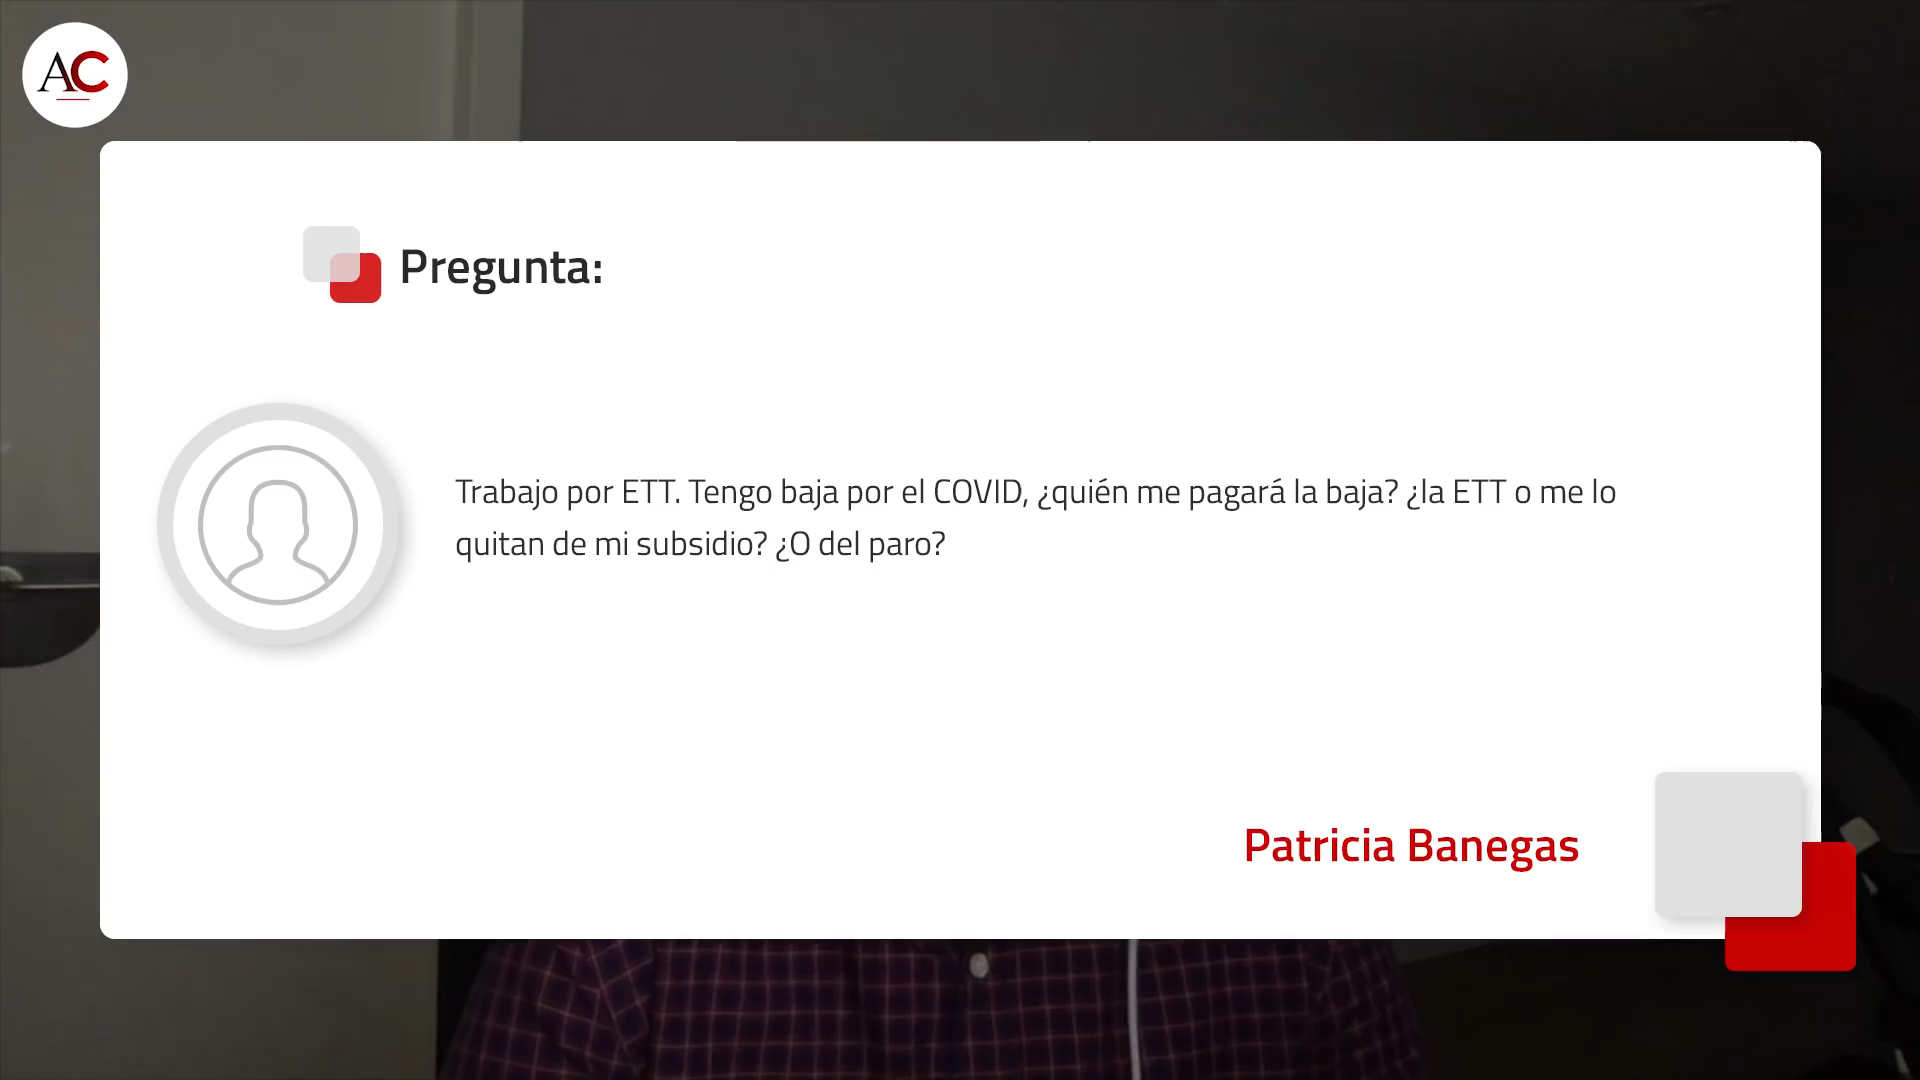 AC
Pregunta:
Trabajo por ETT. Tengo baja por el COVID, ¿quién me pagará la baja? ¿la ETT o me lo
quitan de mi subsidio? ¿O del paro?
Patricia Banegas